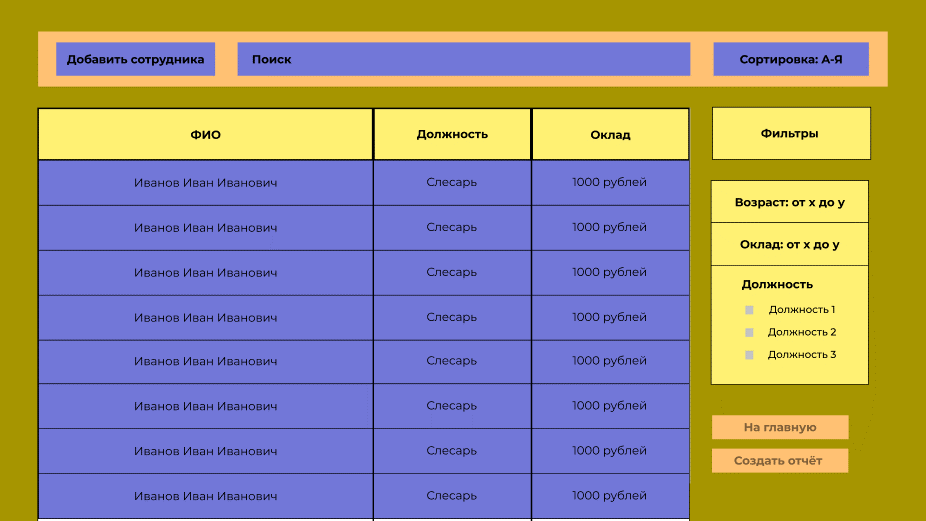 Добавить сотрудника
Поиск
Сортировка: А-Я
ФИО
Должность
Оклад
Фильтры
Иванов Иван Иванович
Слесарь
1000 рублей
Иванов Иван Иванович
Слесарь
1000 рублей
Иванов Иван Иванович
Слесарь
1000 рублей
Иванов Иван Иванович
Слесарь
1000 рублей
Иванов Иван Иванович
Слесарь
1000 рублей
Иванов Иван Иванович
Слесарь
1000 рублей
Иванов Иван Иванович
Слесарь
1000 рублей
Иванов Иван Иванович
Слесарь
1000 рублей
Возраст: от x до y
Оклад: от x до y
Должность
Должность 1
Должность 2
Должность 3
На главную
Создать отчёт